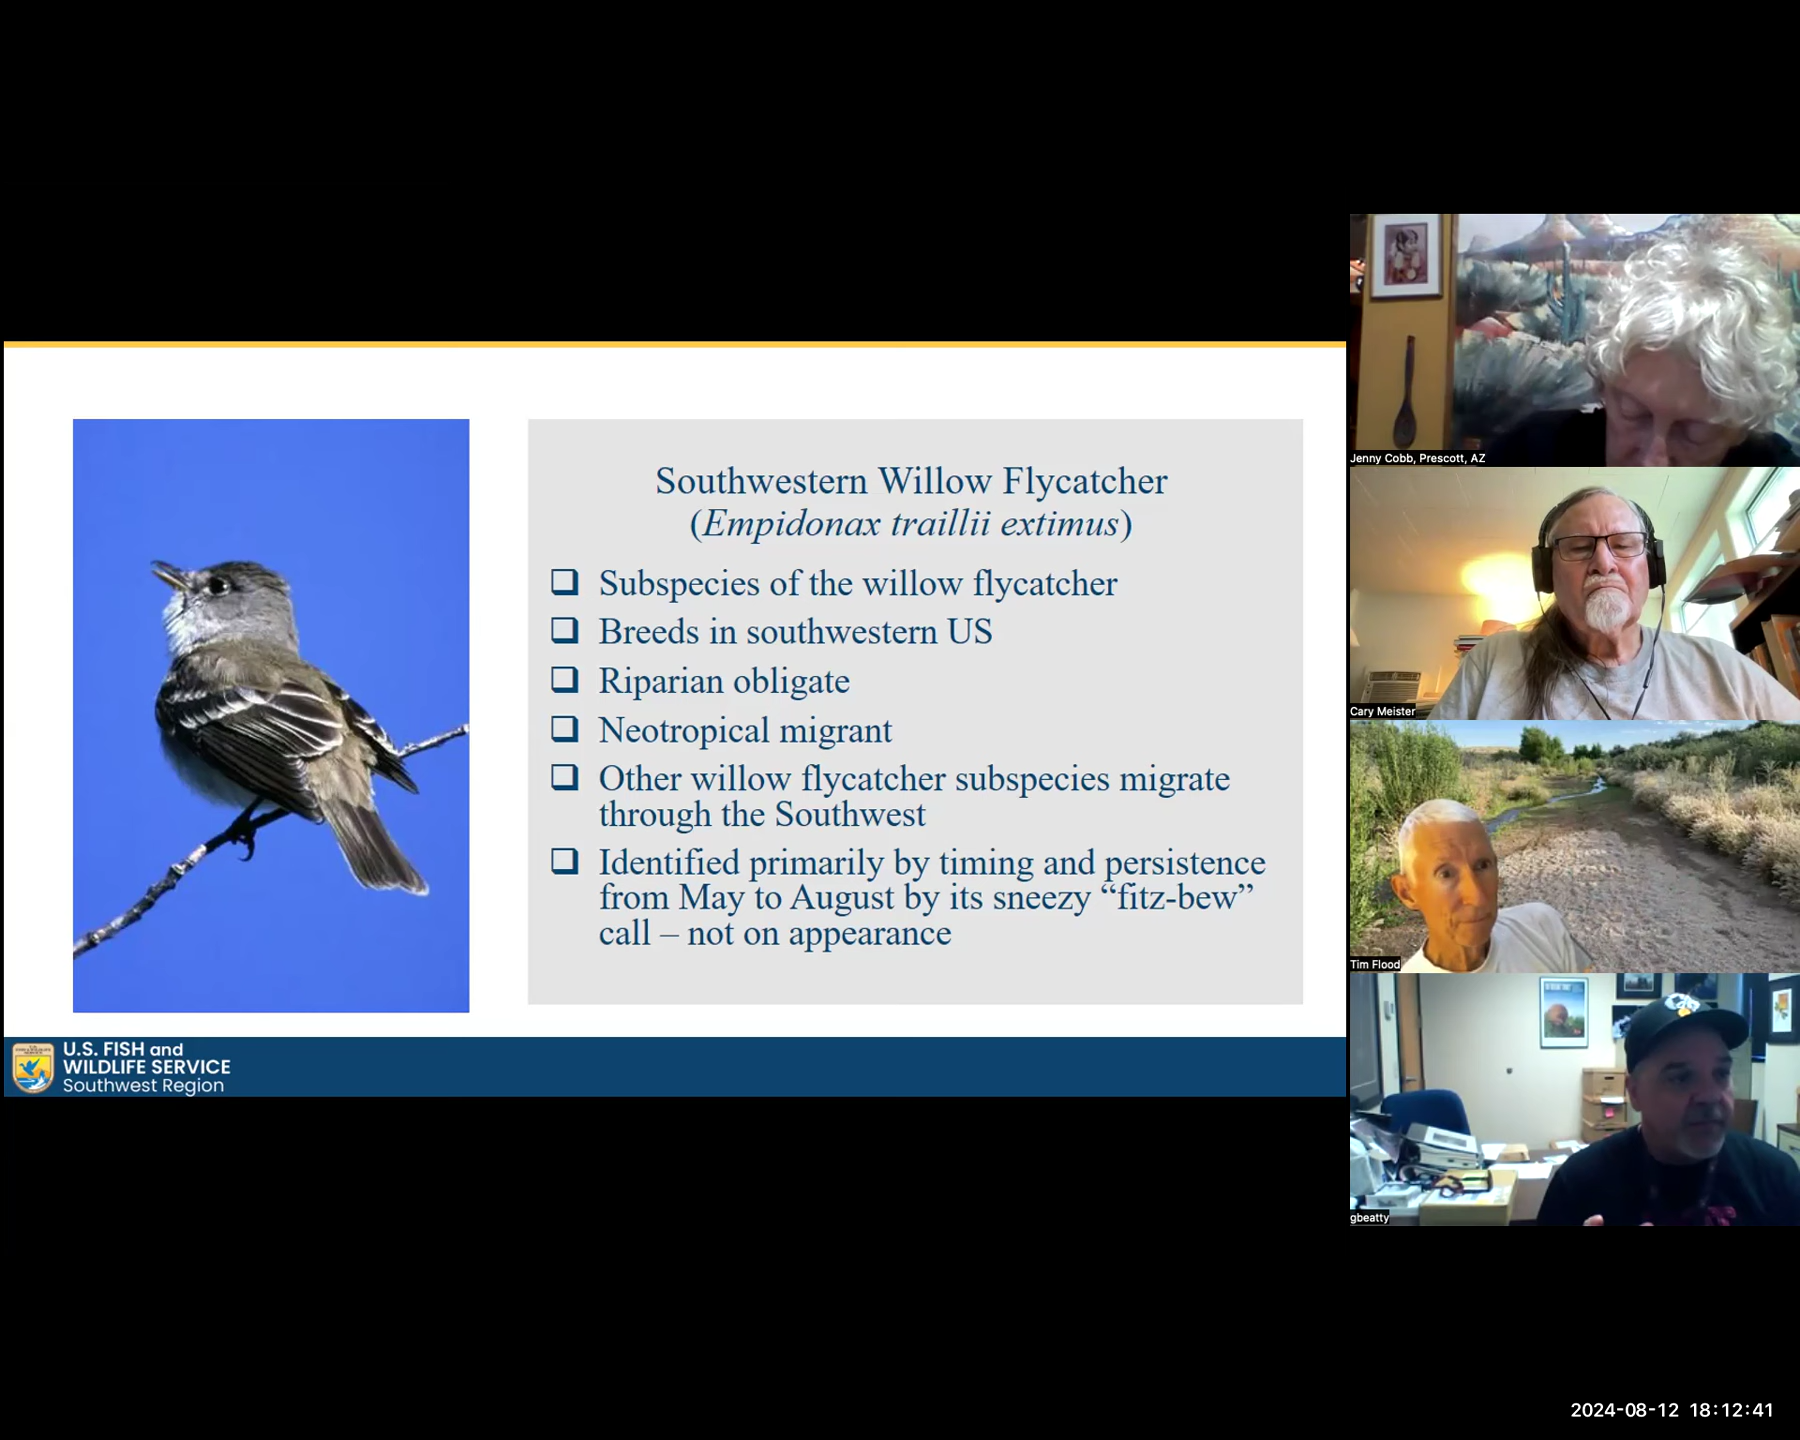 Southwestern Willow Flycatcher
(Empidonax traillii extimus)
Subspecies of the willow flycatcher
Breeds in southwestern US
Riparian obligate
Neotropical migrant
Other willow flycatcher subspecies migrate
through the Southwest
Identified primarily by timing and persistence
from May to August by its sneezy “fitz-bew”
call – not on appearance
U.S. FISH and
WILDLIFE SERVICE
Southwest Region
Jenny Cobb, Prescott, AZ
Cary Meister
Tim Flood
gbeatty
2024-08-12 18:12:41